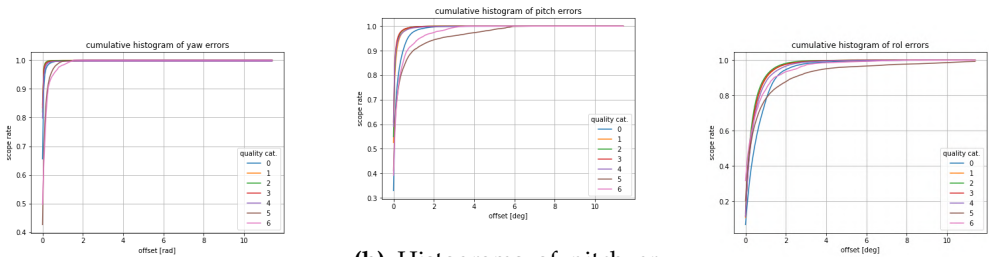 cumulative histogram of yaw errors
scope rate
1.0
0.9
0.8
0.7
0.6
0.5
0.4
0 2 4 6 8 10
offset [rad]
quality cat.
0
1
2
3
4
5
6
cumulative histogram of pitch errors
scope rate
1.0
0.9
0.8
0.7
0.6
0.5
0.4
0.3
0 2 4 6 8 10
offset [deg]
quality cat.
0
1
2
3
4
5
6
cumulative histogram of rol errors
scope rate
1.0
0.8
0.6
0.4
0.2
0.0
0 2 4 6 8 10
offset [deg]
quality cat.
0
1
2
3
4
5
6
(b) Histograms of pitch er-